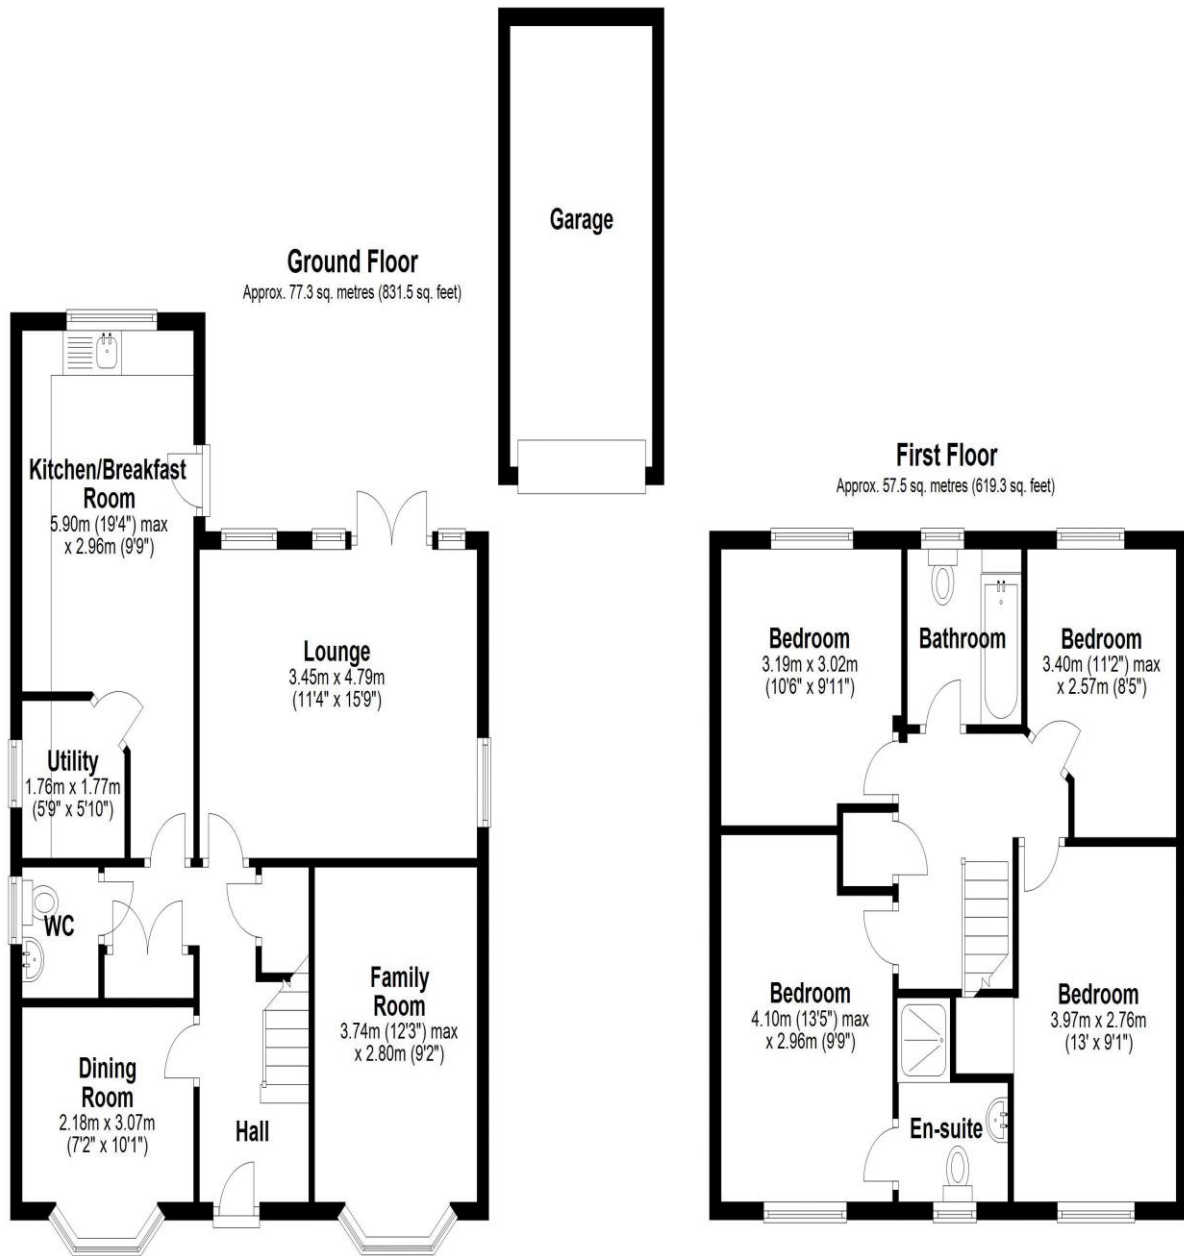 Garage
Ground Floor
Approx. 77.3 sq. metres (831.5 sq. feet)
Kitchen/Breakfast
Room
5.90m (19'4") max
x 2.96m (9'9")
Lounge
3.45m x 4.79m
(11'4" x 15'9")
Utility
1.76m x 1.77m
(5'9" x 5'10")
WC
Family
Room
3.74m (12'3") max
x 2.80m (9'2")
Dining
Room
2.18m x 3.07m
(7'2" x 10'1")
Hall
First Floor
Approx. 57.5 sq. metres (619.3 sq. feet)
Bedroom
3.19m x 3.02m
(10'6" x 9'11")
Bathroom
Bedroom
3.40m (11'2") max
x 2.57m (8'5")
Bedroom
4.10m (13'5") max
x 2.96m (9'9")
Bedroom
3.97m x 2.76m
(13' x 9'1")
En-suite